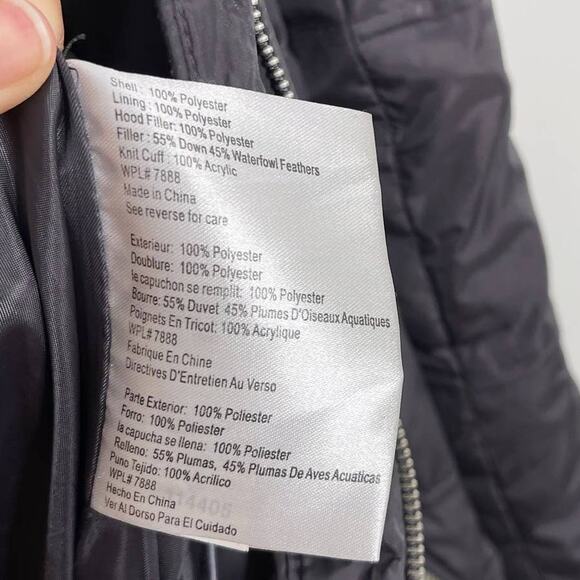 Shell : 100% Polyester
Lining : 100% Polyester
Hood Filler: 100% Polyester
Filler : 55% Down 45% Waterfowl Feathers
Knit Cuff : 100% Acrylic
WPL# 7888
Made in China
See reverse for care
Exterieur: 100% Polyester
Doublure: 100% Polyester
le capuchon se remplit: 100% Polyester
Bourre: 55% Duvet 45% Plumes D'Oiseaux Aquatiques
Poignets En Tricot: 100% Acrylique
WPL# 7888
Fabrique En Chine
Directives D'Entretien Au Verso
Parte Exterior: 100% Poliester
Forro: 100% Poliester
la capucha se llena: 100% Poliester
Relleno: 55% Plumas, 45% Plumas De Aves Acuaticas
Puno Tejido: 100% Acrilico
WPL# 7888
Hecho En China
Ver Al Dorso Para El Cuidado